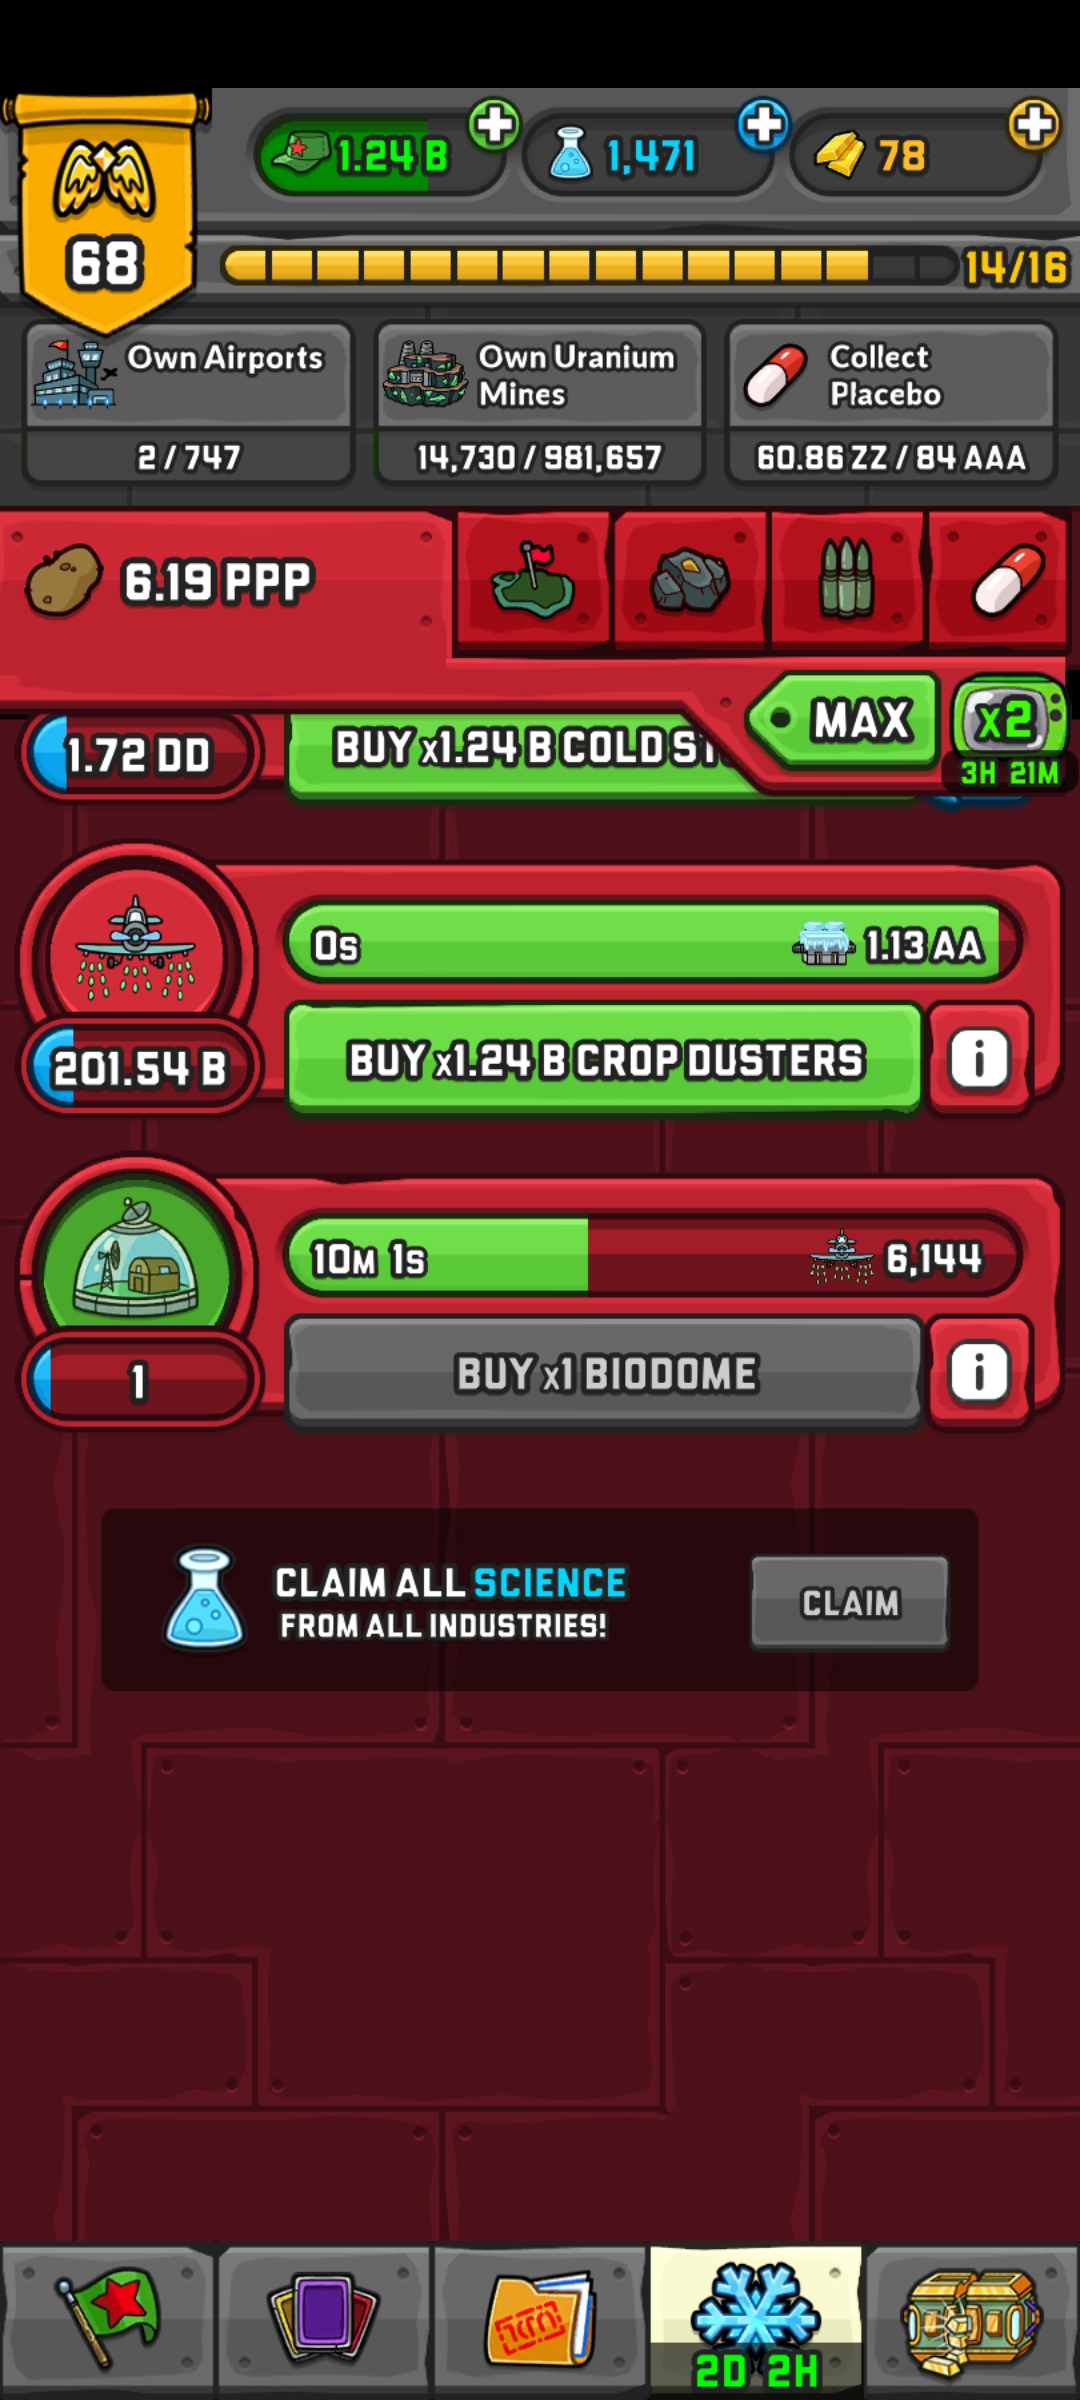 1.24 B
1,471
78
68
14/16
Own Airports
2 / 747
Own Uranium
Mines
14,730 / 981,657
Collect
Placebo
60.86 ZZ / 84 AAA
6.19 PPP
MAX
x2
3H 21M
1.72 DD
BUY x1.24 B COLD
0s
1.13 AA
201.54 B
BUY x1.24 B CROP DUSTERS
i
10M 1s
6,144
1
BUY x1 BIODOME
i
CLAIM ALL SCIENCE
FROM ALL INDUSTRIES!
CLAIM
2D 2H